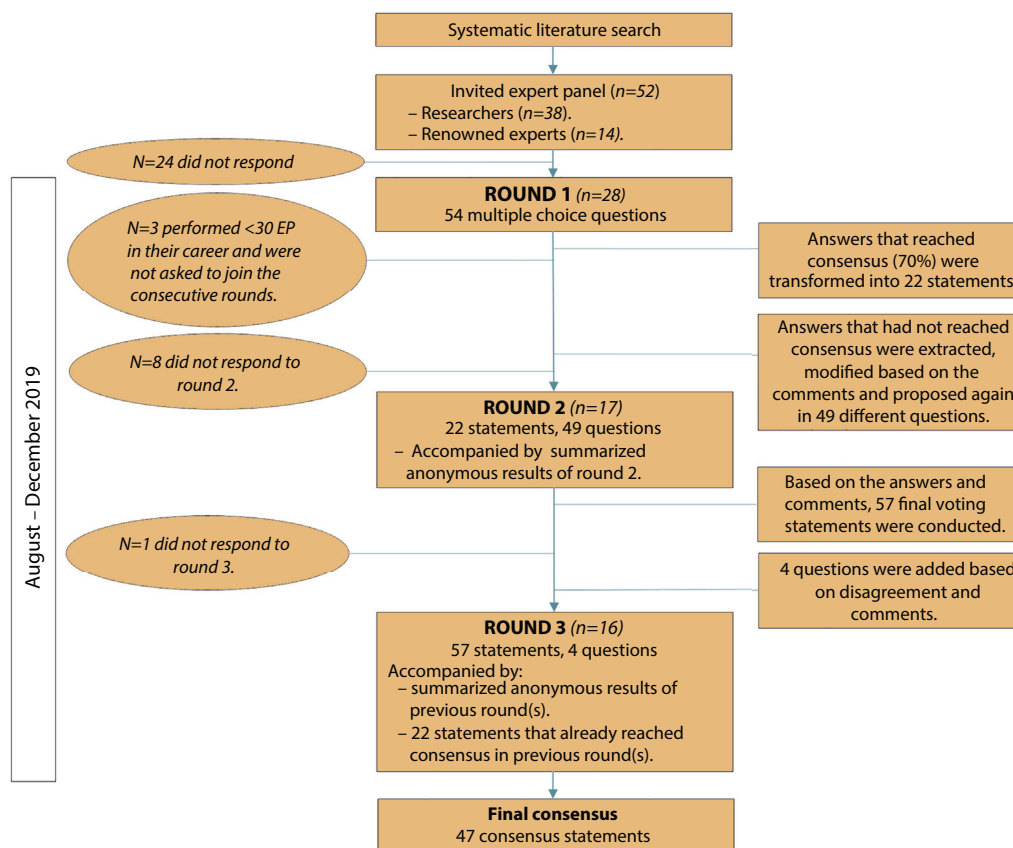 Systematic literature search
Invited expert panel (n=52)
– Researchers (n=38).
– Renowned experts (n=14).
N=24 did not respond
August – December 2019
ROUND 1 (n=28)
54 multiple choice questions
N=3 performed <30 EP
in their career and were
not asked to join the
consecutive rounds.
Answers that reached
consensus (70%) were
transformed into 22 statements
Answers that had not reached
consensus were extracted,
modified based on the
comments and proposed again
in 49 different questions.
N=8 did not respond to
round 2.
ROUND 2 (n=17)
22 statements, 49 questions
– Accompanied by summarized
anonymous results of round 2.
Based on the answers and
comments, 57 final voting
statements were conducted.
N=1 did not respond to
round 3.
4 questions were added based
on disagreement and
comments.
ROUND 3 (n=16)
57 statements, 4 questions
Accompanied by:
– summarized anonymous results of
previous round(s).
– 22 statements that already reached
consensus in previous round(s).
Final consensus
47 consensus statements